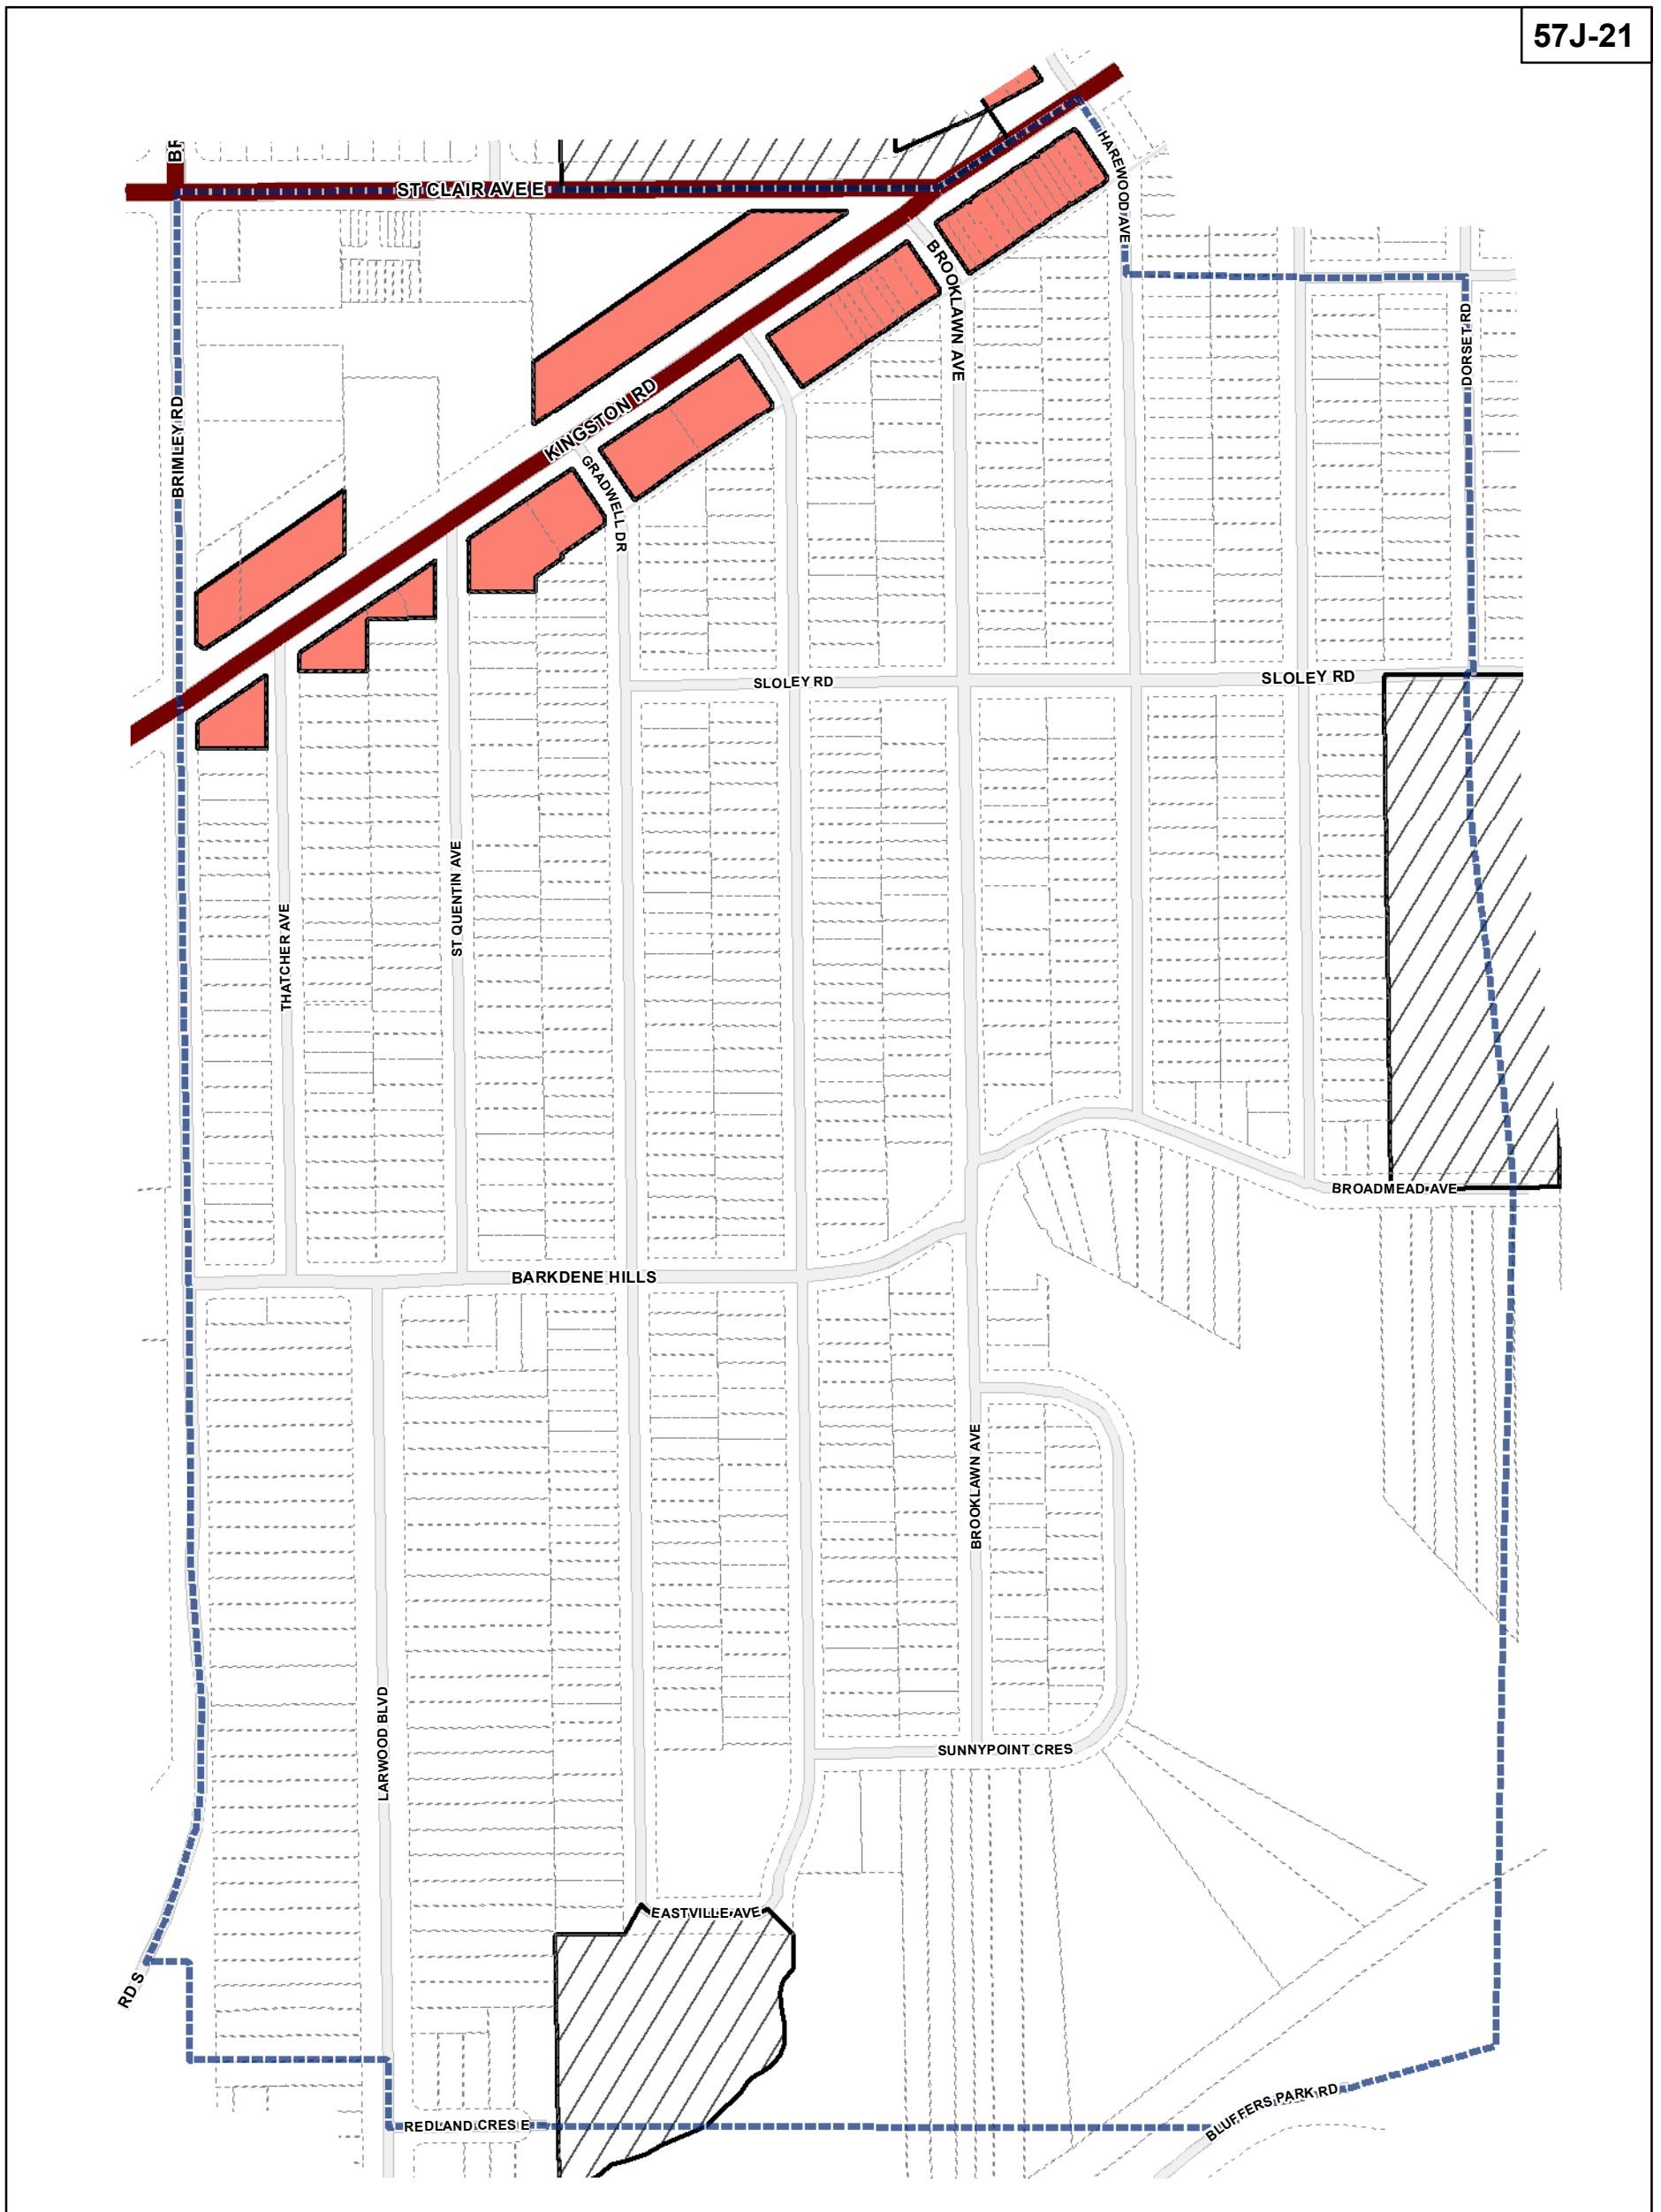 57J-21
BR
ST CLAIR AVE E
HAREWOOD AVE
BROOKLAWN AVE
DORSET RD
BRIMLEY RD
KINGSTON RD
GRADWELL DR
SLOLEY RD
SLOLEY RD
ST QUENTIN AVE
THATCHER AVE
BROADMEAD AVE
BARKDENE HILLS
BROOKLAWN AVE
LARWOOD BLVD
SUNNYPOINT CRES
EASTVILLE AVE
RD S
BLUFFERS PARK RD
REDLAND CRES E